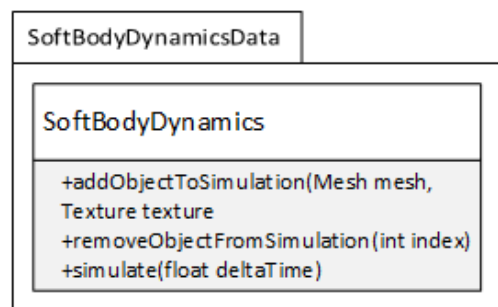 SoftBodyDynamicsData
SoftBodyDynamics
+addObjectToSimulation(Mesh mesh,
Texture texture
+removeObjectFromSimulation(int index)
+simulate(float deltaTime)